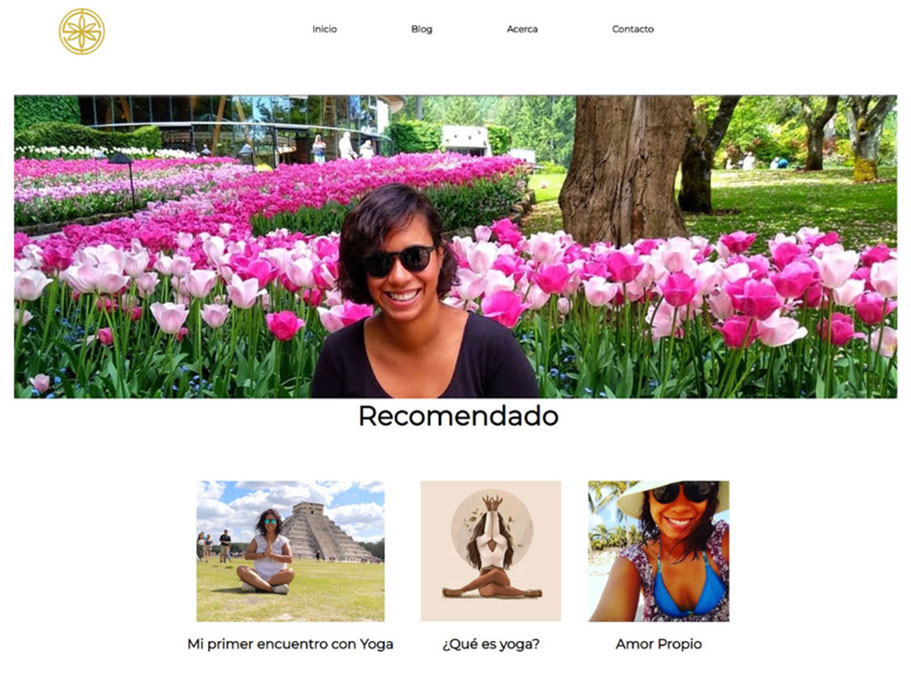 Inicio Blog Acerca Contacto
Recomendado
Mi primer encuentro con Yoga ¿Qué es yoga? Amor Propio